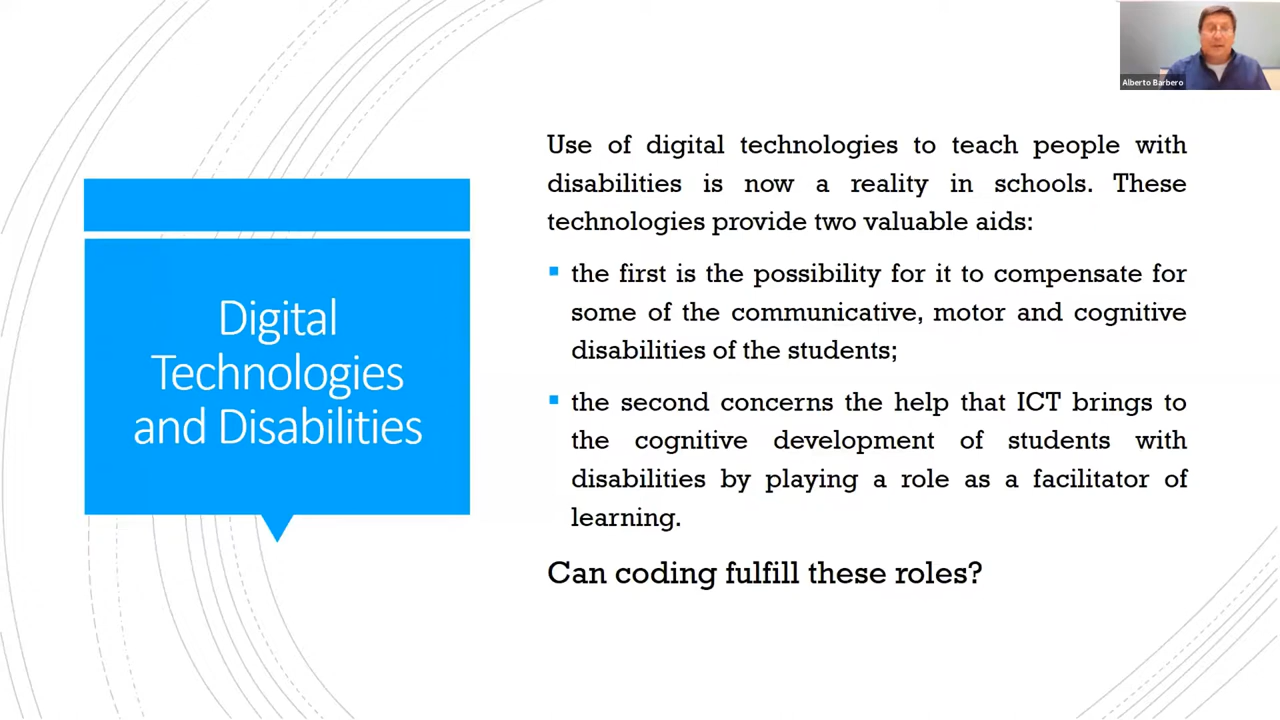 Alberto Barbero
Digital
Technologies
and Disabilities
Use of digital technologies to teach people with
disabilities is now a reality in schools. These
technologies provide two valuable aids:
the first is the possibility for it to compensate for
some of the communicative, motor and cognitive
disabilities of the students;
the second concerns the help that ICT brings to
the cognitive development of students with
disabilities by playing a role as a facilitator of
learning.
Can coding fulfill these roles?